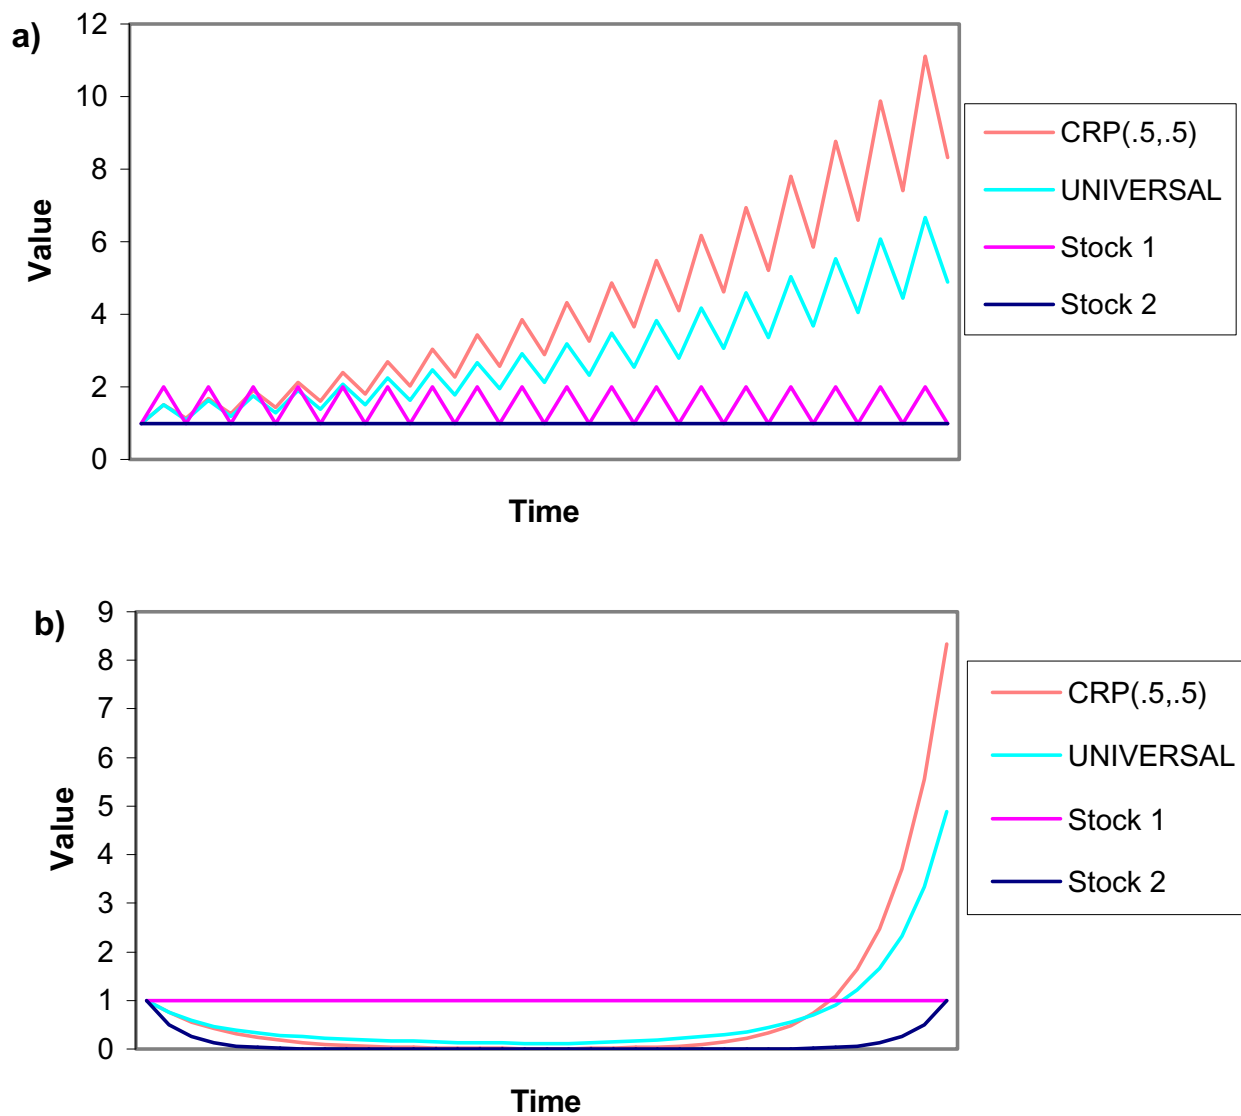 a)
12
10
8
6
4
2
0
Value
Time
CRP(.5,.5)
UNIVERSAL
Stock 1
Stock 2
b)
9
8
7
6
5
4
3
2
1
0
Value
Time
CRP(.5,.5)
UNIVERSAL
Stock 1
Stock 2